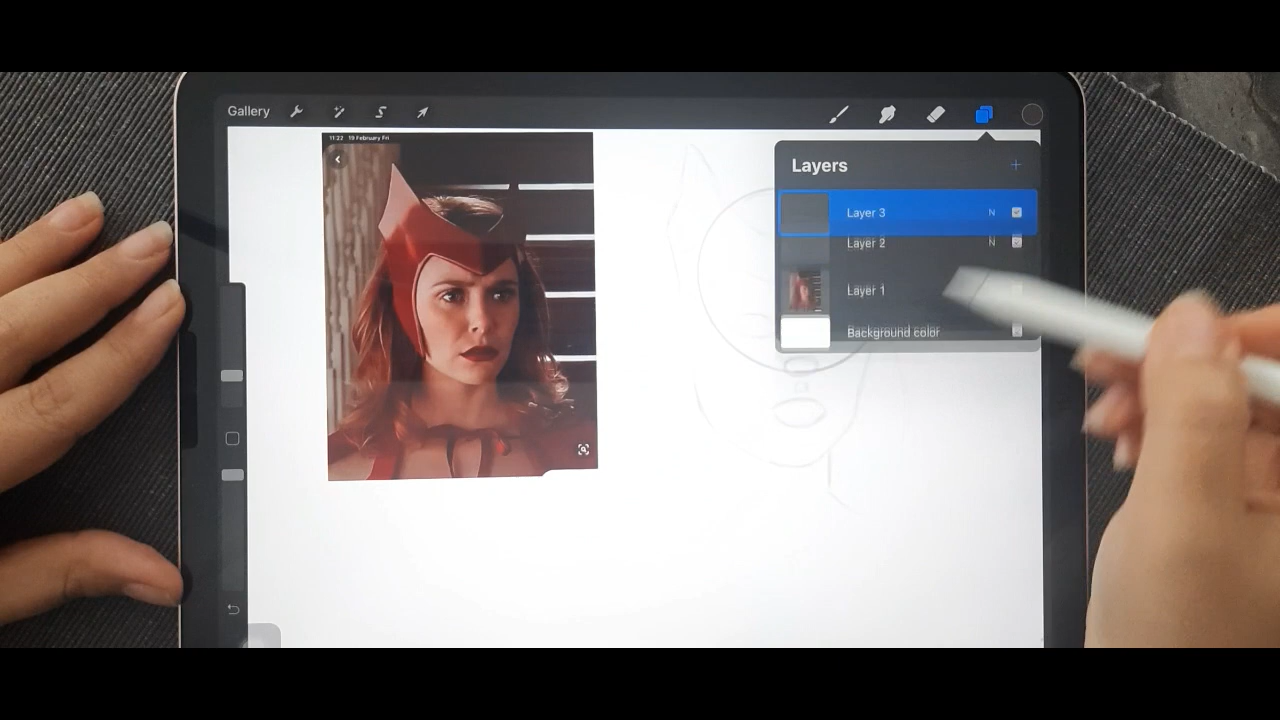 Gallery
11:22 19 February Fri
Layers
Layer 3 N
Layer 2 N
Layer 1
Background color